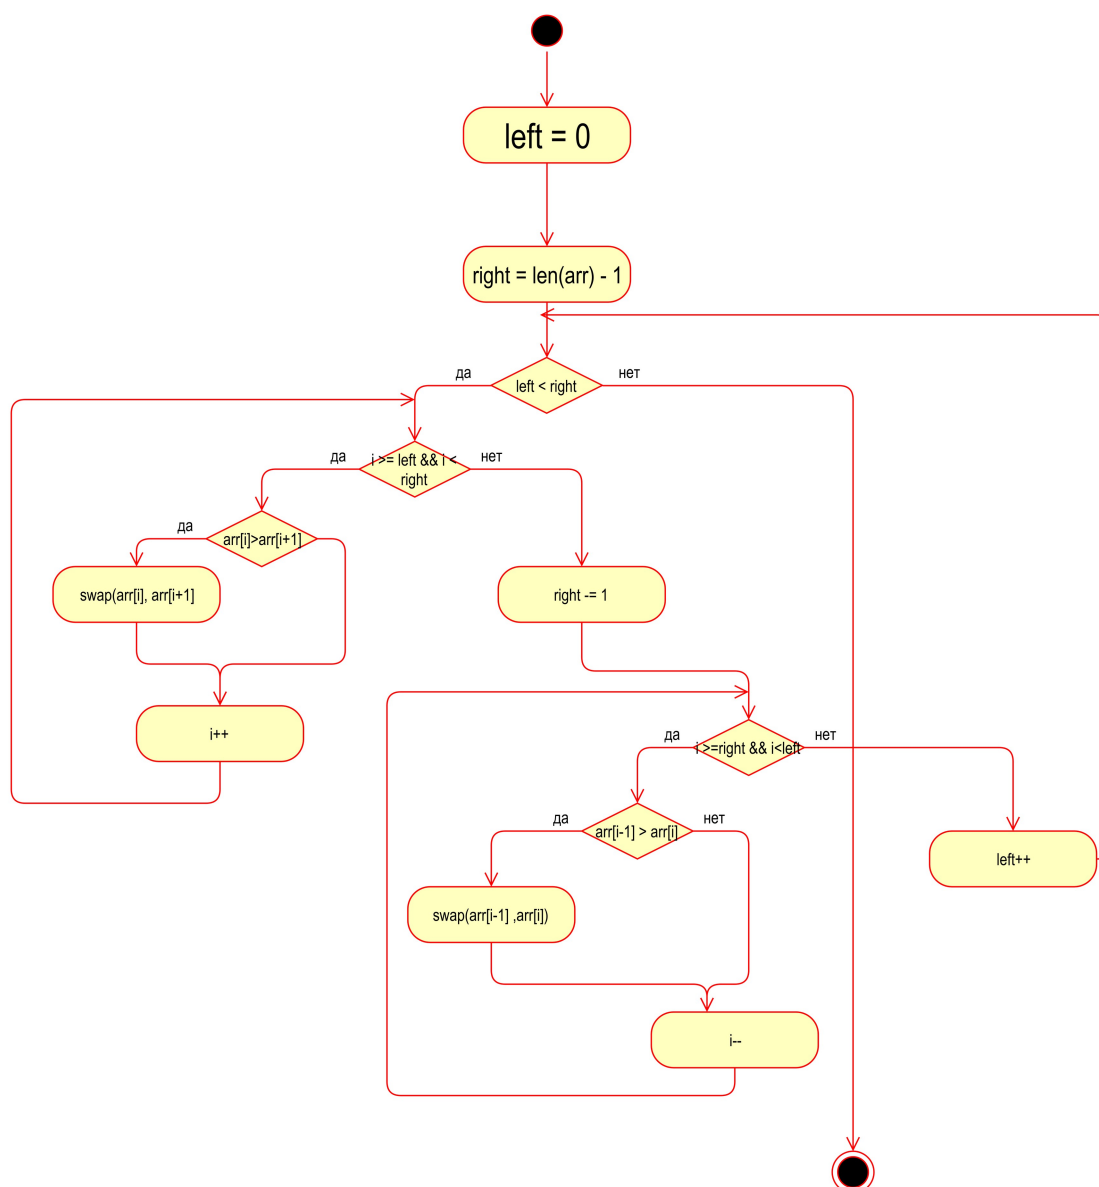 left = 0
right = len(arr) - 1
да
left < right
нет
да
i >= left && i <
right
нет
да
arr[i]>arr[i+1]
swap(arr[i], arr[i+1]
right -= 1
i++
да
i >=right && i<left
нет
да
arr[i-1] > arr[i]
нет
left++
swap(arr[i-1] ,arr[i])
i--